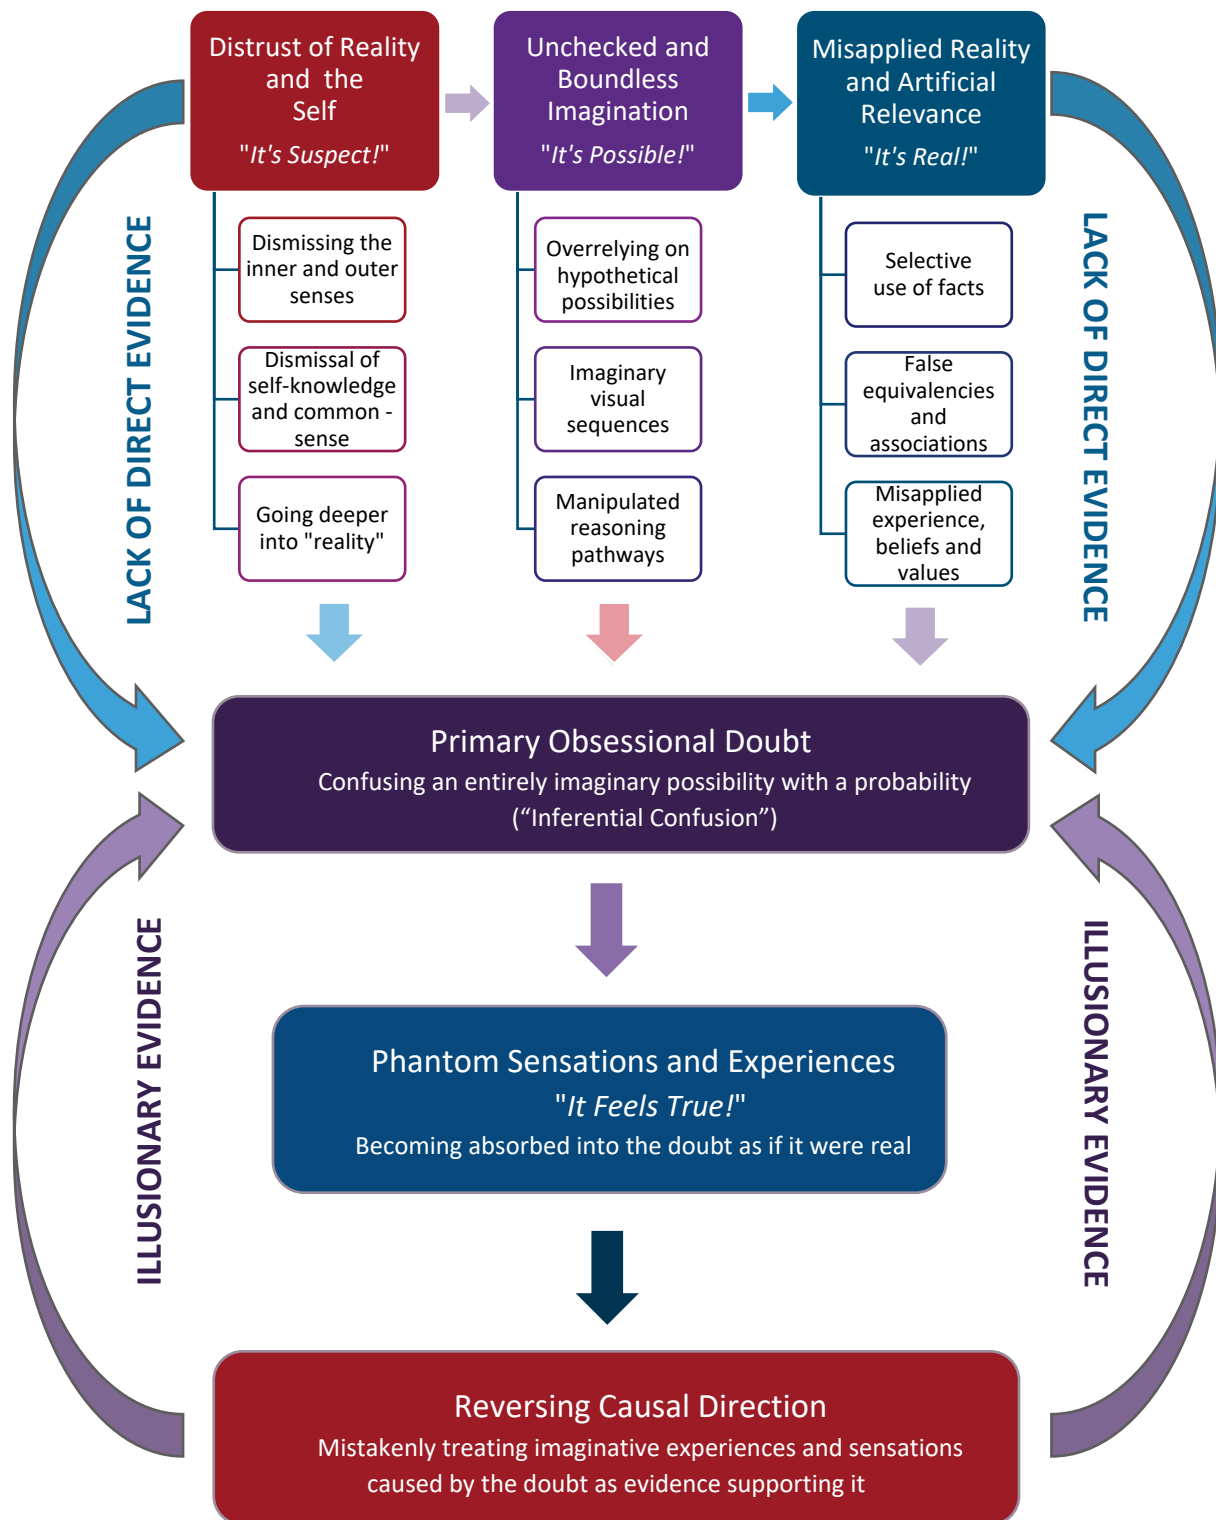 Distrust of Reality
and the
Self
"It's Suspect!"
Unchecked and
Boundless
Imagination
"It's Possible!"
Misapplied Reality
and Artificial
Relevance
"It's Real!"
LACK OF DIRECT EVIDENCE
LACK OF DIRECT EVIDENCE
Dismissing the
inner and outer
senses
Overrelying on
hypothetical
possibilities
Selective
use of facts
Dismissal of
self-knowledge
and common -
sense
Imaginary
visual
sequences
False
equivalencies
and
associations
Going deeper
into "reality"
Manipulated
reasoning
pathways
Misapplied
experience,
beliefs and
values
Primary Obsessional Doubt
Confusing an entirely imaginary possibility with a probability
(“Inferential Confusion”)
ILLUSIONARY EVIDENCE
ILLUSIONARY EVIDENCE
Phantom Sensations and Experiences
"It Feels True!"
Becoming absorbed into the doubt as if it were real
Reversing Causal Direction
Mistakenly treating imaginative experiences and sensations
caused by the doubt as evidence supporting it